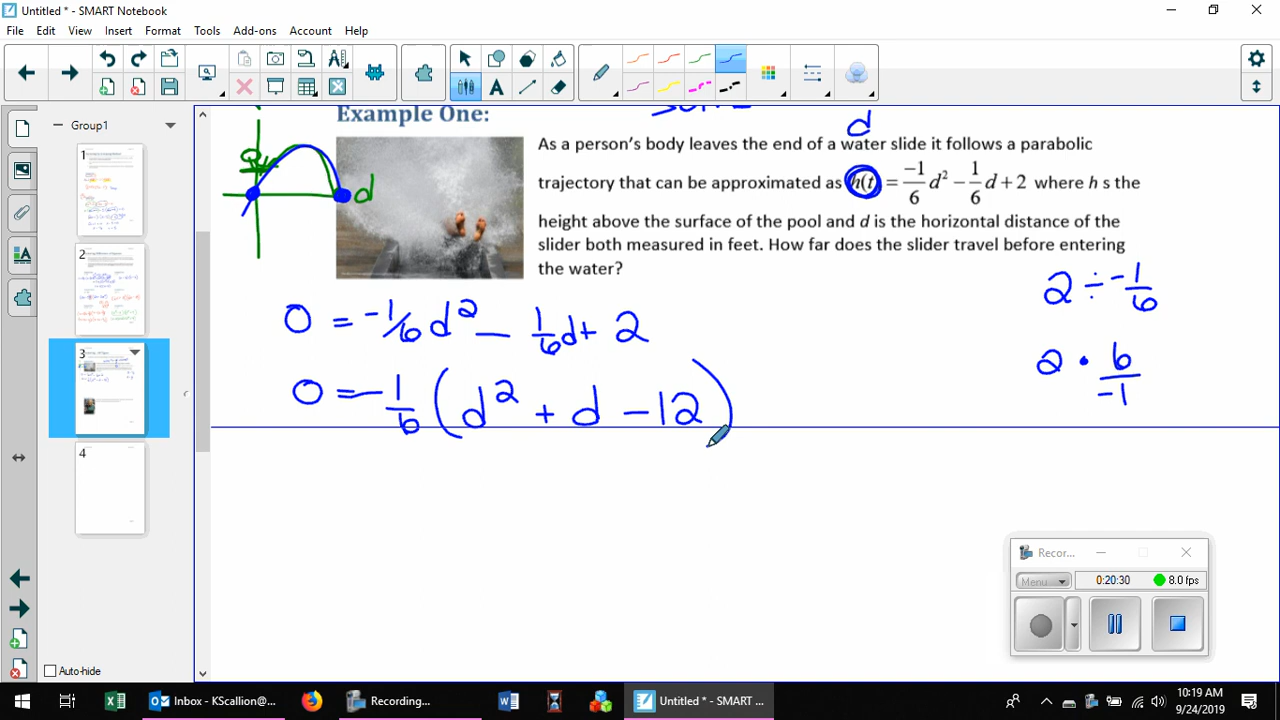 Untitled * - SMART Notebook
File Edit View Insert Format Tools Add-ons Account Help
Group1
1
2
3
4
Auto-hide
Example One:
d
As a person's body leaves the end of a water slide it follows a parabolic
trajectory that can be approximated as h(t) = -1/6 d² - 1/6 d + 2 where h s the
height above the surface of the pool and d is the horizontal distance of the
slider both measured in feet. How far does the slider travel before entering
the water?
d
0 = -1/6 d² - 1/6 d + 2
0 = -1/6 (d² + d - 12)
2 ÷ -1/6
2 • 6/-1
Recor...
Menu 0:20:30 8.0 fps
Inbox - KScallion@... Recording... Untitled * - SMART ...
10:19 AM
9/24/2019